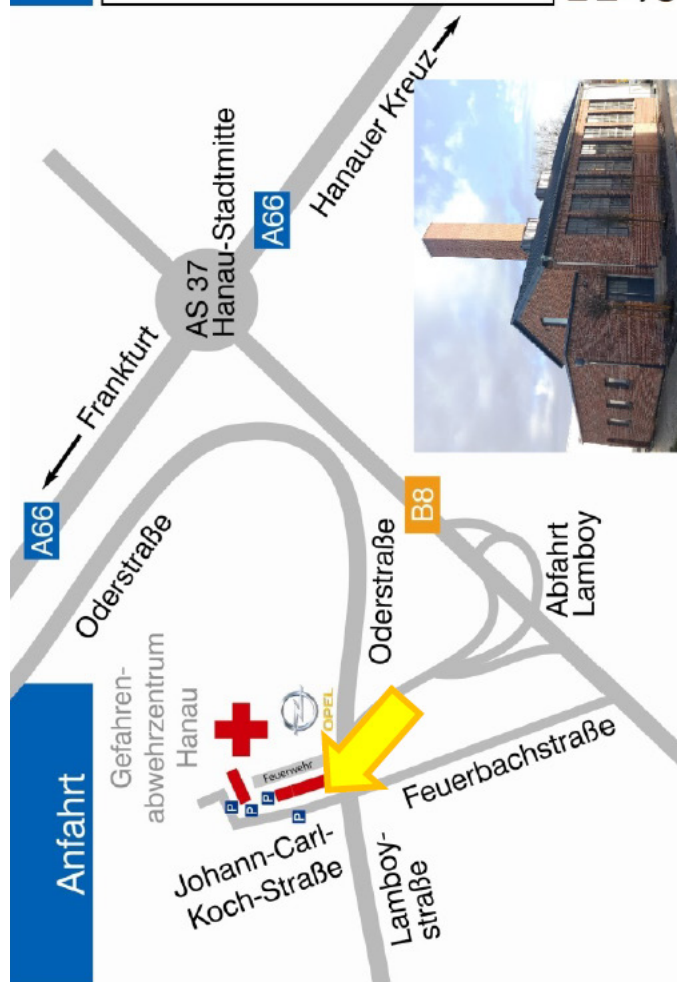 Anfahrt
Gefahren-
abwehrzentrum
Hanau
A66
Frankfurt
AS 37
Hanau-Stadtmitte
A66
Hanauer Kreuz
Oderstraße
OPEL
Feuerwehr
P
P
P
P
Johann-Carl-
Koch-Straße
Oderstraße
B8
Lamboy-
straße
Feuerbachstraße
Abfahrt
Lamboy